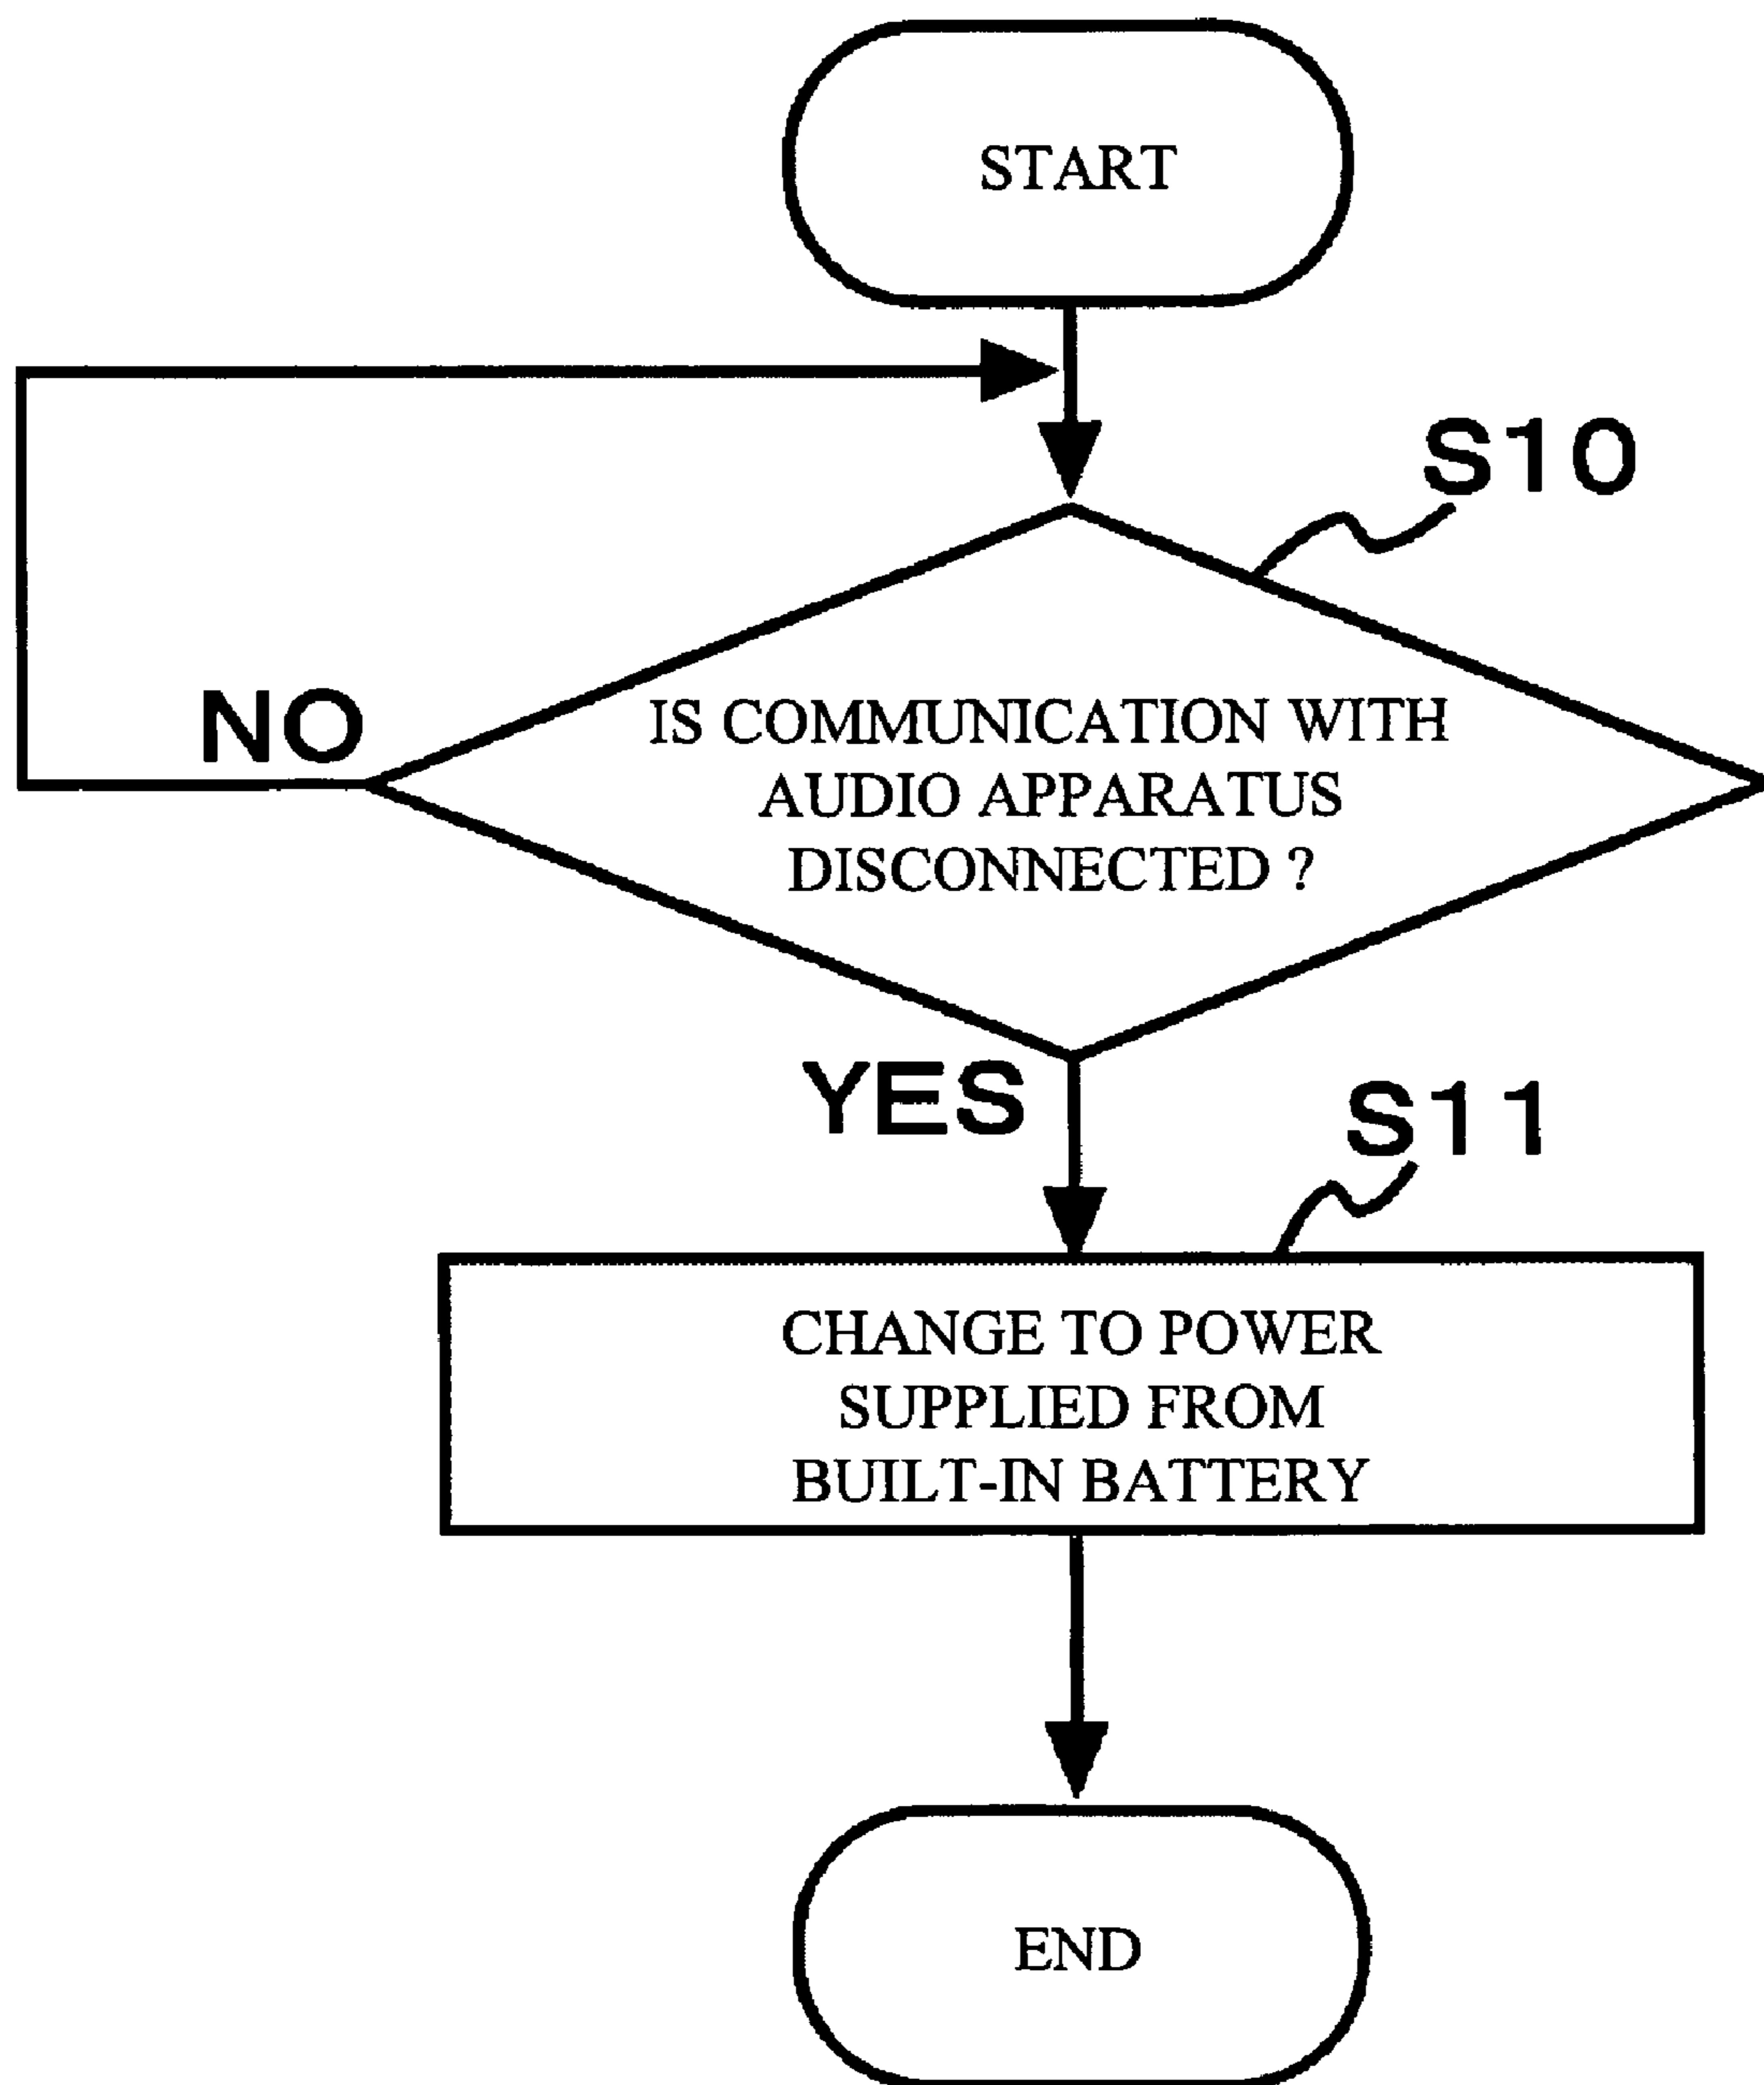 START
S10
NO
IS COMMUNICATION WITH
AUDIO APPARATUS
DISCONNECTED ?
YES
S11
CHANGE TO POWER
SUPPLIED FROM
BUILT-IN BATTERY
END